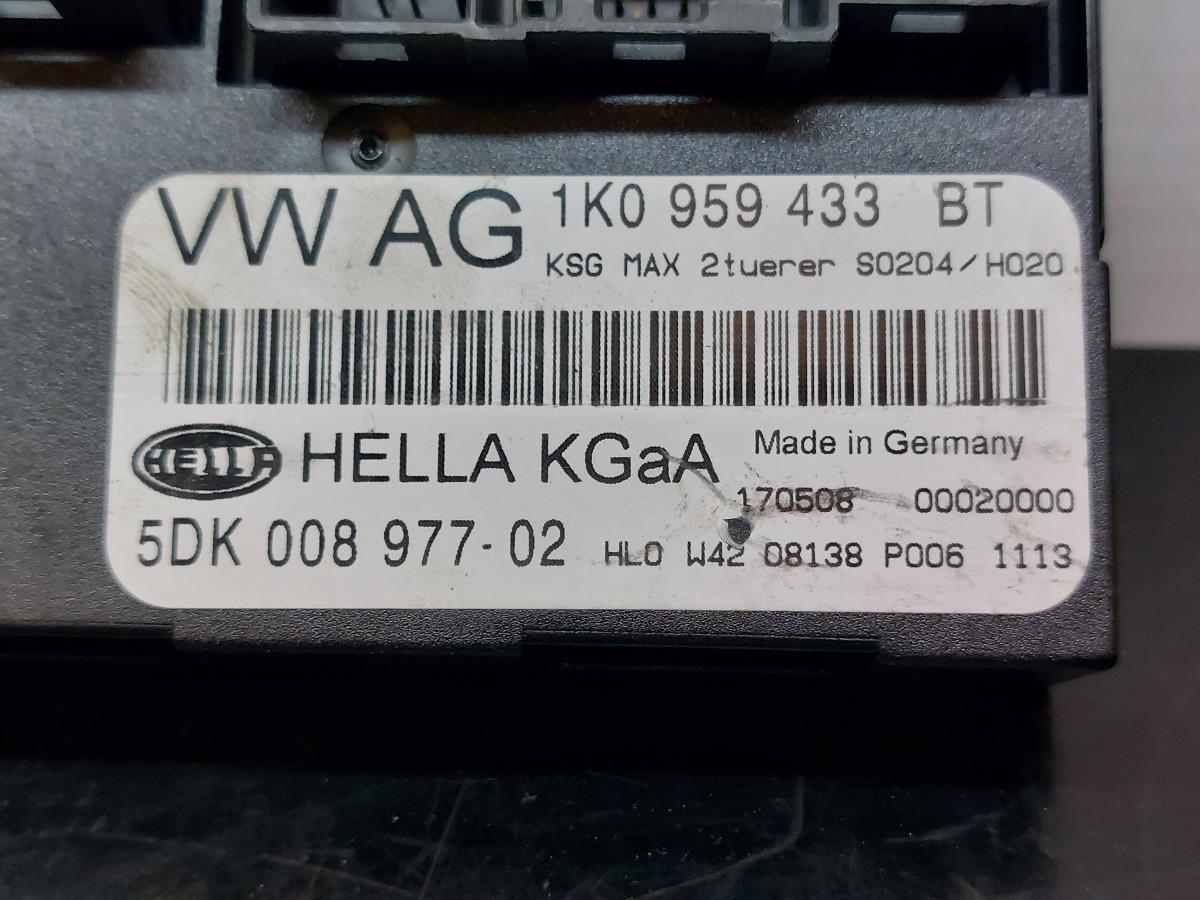 VW AG 1K0 959 433 BT
KSG MAX 2tuerer S0204/H020
HELLA HELLA KGaA Made in Germany
170508 00020000
5DK 008 977-02 HLO W42 08138 P006 1113